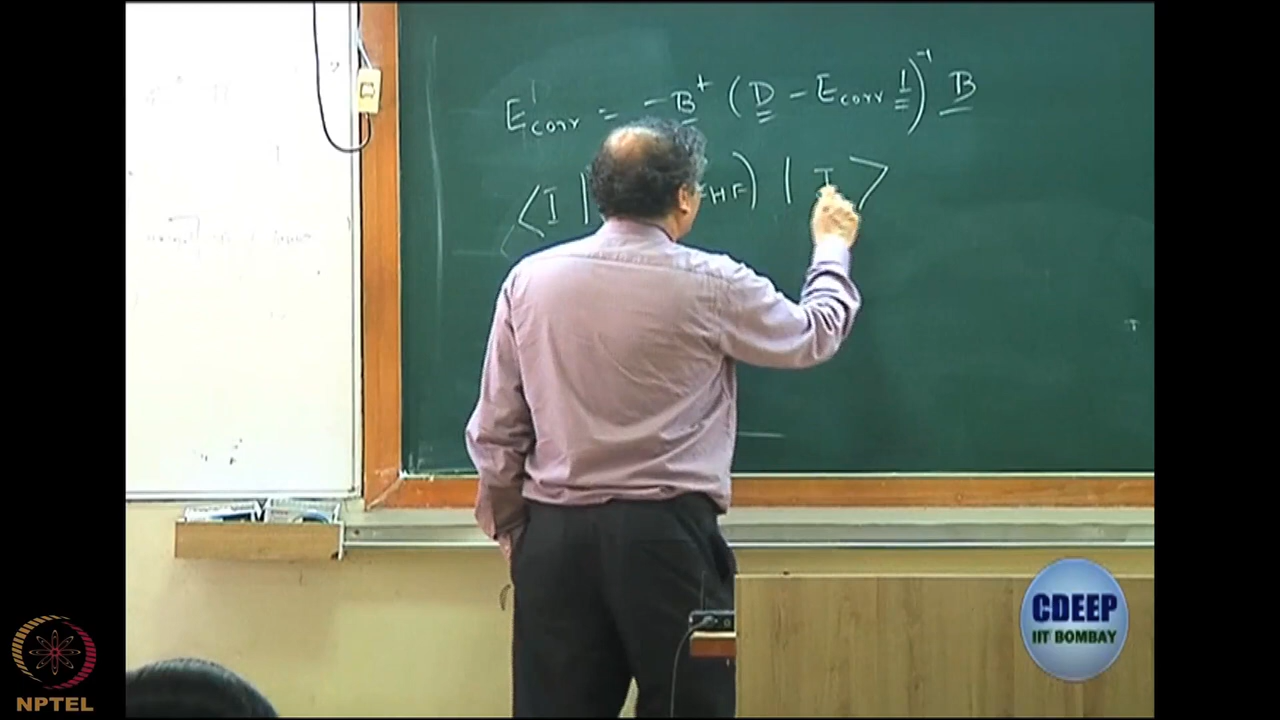 E¹corr = -B⁺ (D - Ecorr 1)⁻¹ B
⟨I| HF) | I ⟩
CDEEP
IIT BOMBAY
NPTEL